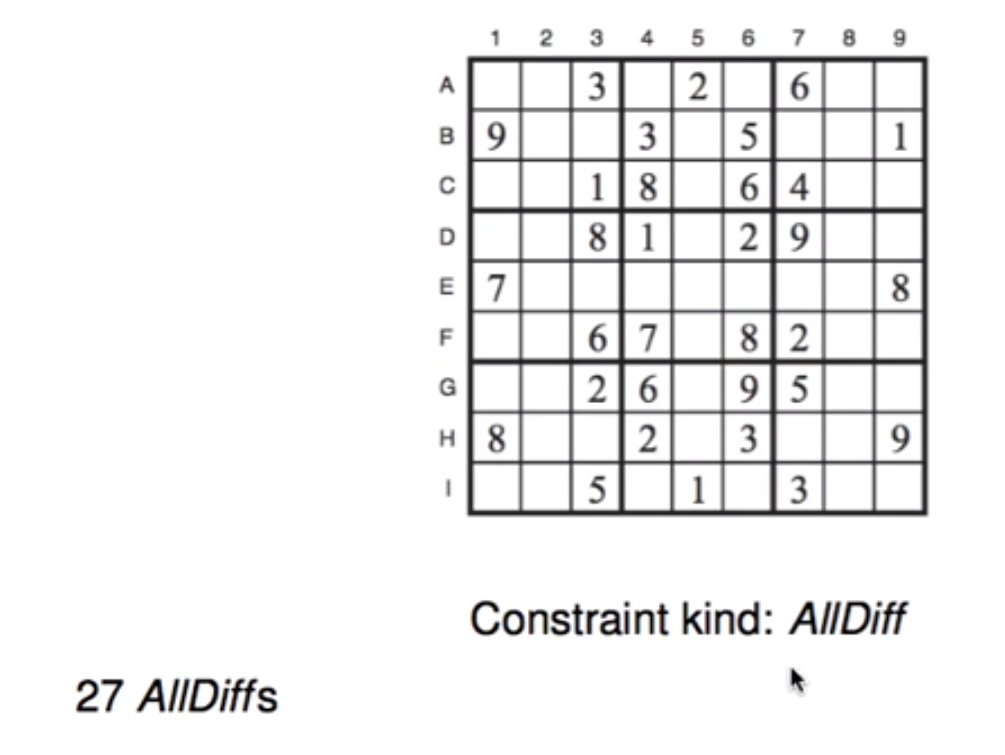 1 2 3 4 5 6 7 8 9
A 3 2 6
B 9 3 5 1
C 1 8 6 4
D 8 1 2 9
E 7 8
F 6 7 8 2
G 2 6 9 5
H 8 2 3 9
I 5 1 3
Constraint kind: AllDiff
27 AllDiffs